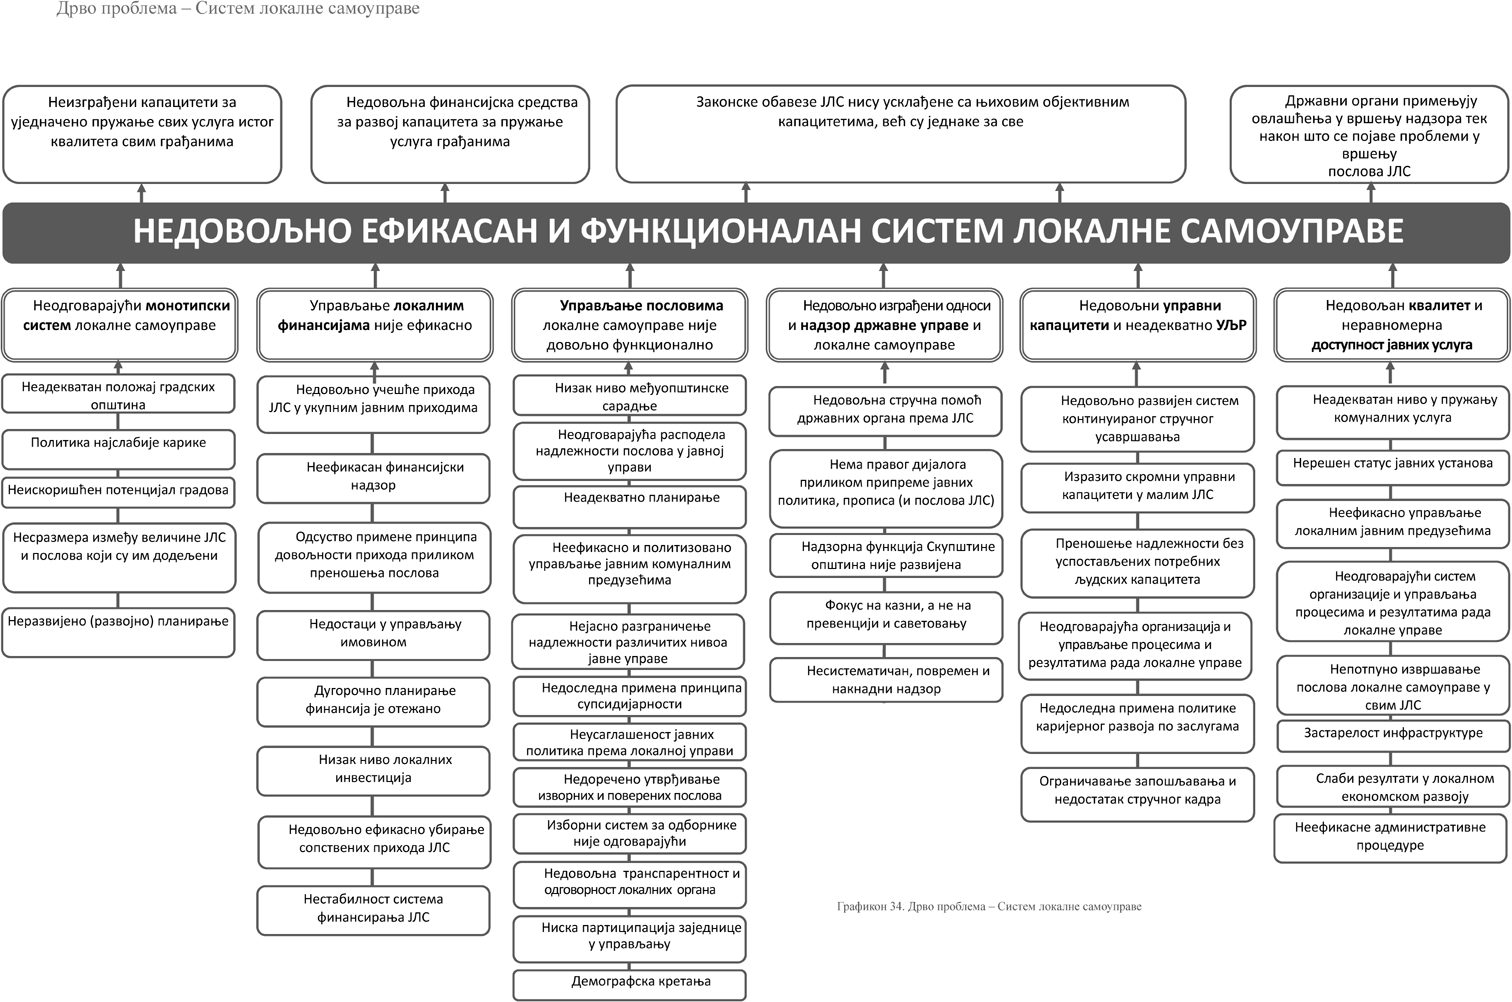 Дрво проблема – Систем локалне самоуправе
Неизграђени капацитети за
уједначено пружање свих услуга истог
квалитета свим грађанима
Недовољна финансијска средства
за развој капацитета за пружање
услуга грађанима
Законске обавезе ЈЛС нису усклађене са њиховим објективним
капацитетима, већ су једнаке за све
Државни органи примењују
овлашћења у вршењу надзора тек
након што се појаве проблеми у
вршењу
послова ЈЛС
НЕДОВОЉНО ЕФИКАСАН И ФУНКЦИОНАЛАН СИСТЕМ ЛОКАЛНЕ САМОУПРАВЕ
Неодговарајући монотипски
систем локалне самоуправе
Неадекватан положај градских
општина
Политика најслабије карике
Неискоришћен потенцијал градова
Несразмера између величине ЈЛС
и послова који су им додељени
Неразвијено (развојно) планирање
Управљање локалним
финансијама није ефикасно
Недовољно учешће прихода
ЈЛС у укупним јавним приходима
Неефикасан финансијски
надзор
Одсуство примене принципа
довољности прихода приликом
преношења послова
Недостаци у управљању
имовином
Дугорочно планирање
финансија је отежано
Низак ниво локалних
инвестиција
Недовољно ефикасно убирање
сопствених прихода ЈЛС
Нестабилност система
финансирања ЈЛС
Управљање пословима
локалне самоуправе није
довољно функционално
Низак ниво међуопштинске
сарадње
Неодговарајућа расподела
надлежности послова у јавној
управи
Неадекватно планирање
Неефикасно и политизовано
управљање јавним комуналним
предузећима
Нејасно разграничење
надлежности различитих нивоа
јавне управе
Недоследна примена принципа
супсидијарности
Неусаглашеност јавних
политика према локалној управи
Недоречено утврђивање
изворних и поверених послова
Изборни систем за одборнике
није одговарајући
Недовољна транспарентност и
одговорност локалних органа
Ниска партиципација заједнице
у управљању
Демографска кретања
Недовољно изграђени односи
и надзор државне управе и
локалне самоуправе
Недовољна стручна помоћ
државних органа према ЈЛС
Нема правог дијалога
приликом припреме јавних
политика, прописа (и послова ЈЛС)
Надзорна функција Скупштине
општина није развијена
Фокус на казни, а не на
превенцији и саветовању
Несистематичан, повремен и
накнадни надзор
Недовољни управни
капацитети и неадекватно УЉР
Недовољно развијен систем
континуираног стручног
усавршавања
Изразито скромни управни
капацитети у малим ЈЛС
Преношење надлежности без
успостављених потребних
људских капацитета
Неодговарајућа организација и
управљање процесима и
резултатима рада локалне управе
Недоследна примена политике
каријерног развоја по заслугама
Ограничавање запошљавања и
недостатак стручног кадра
Недовољан квалитет и
неравномерна
доступност јавних услуга
Неадекватан ниво у пружању
комуналних услуга
Нерешен статус јавних установа
Неефикасно управљање
локалним јавним предузећима
Неодговарајући систем
организације и управљања
процесима и резултатима рада
локалне управе
Непотпуно извршавање
послова локалне самоуправе у
свим ЈЛС
Застарелост инфраструктуре
Слаби резултати у локалном
економском развоју
Неефикасне административне
процедуре
Графикон 34. Дрво проблема – Систем локалне самоуправе